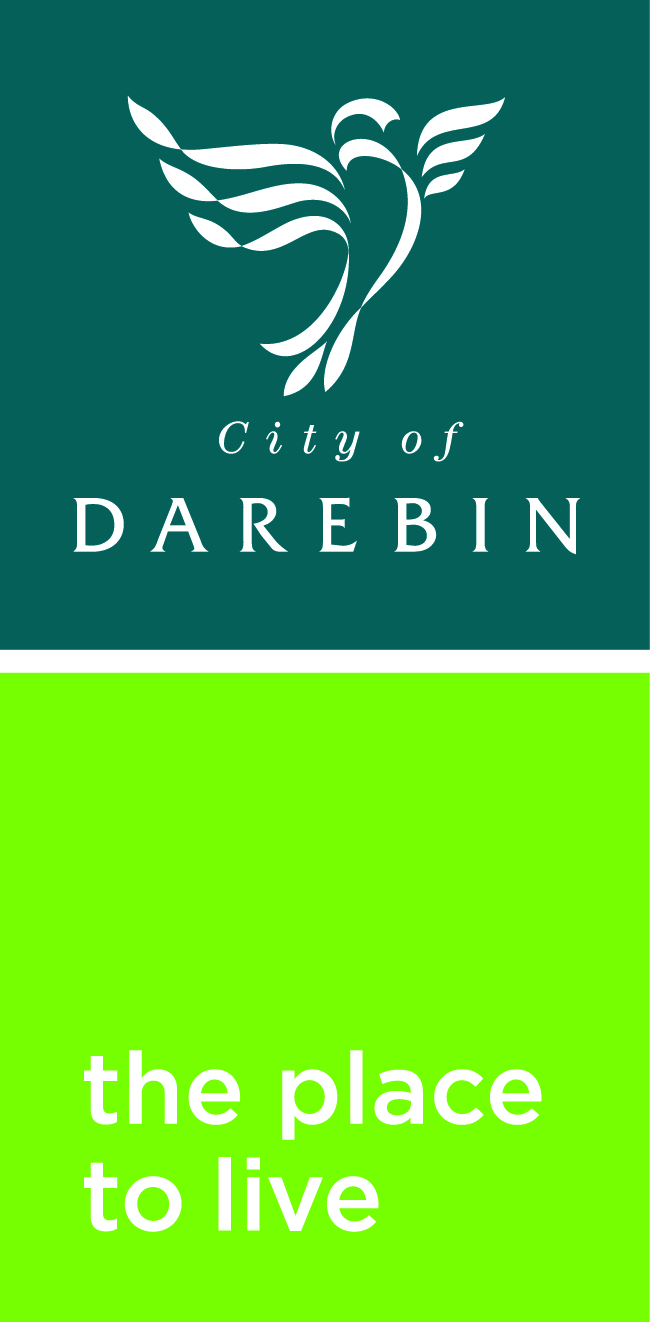 City of
DAREBIN
the place
to live